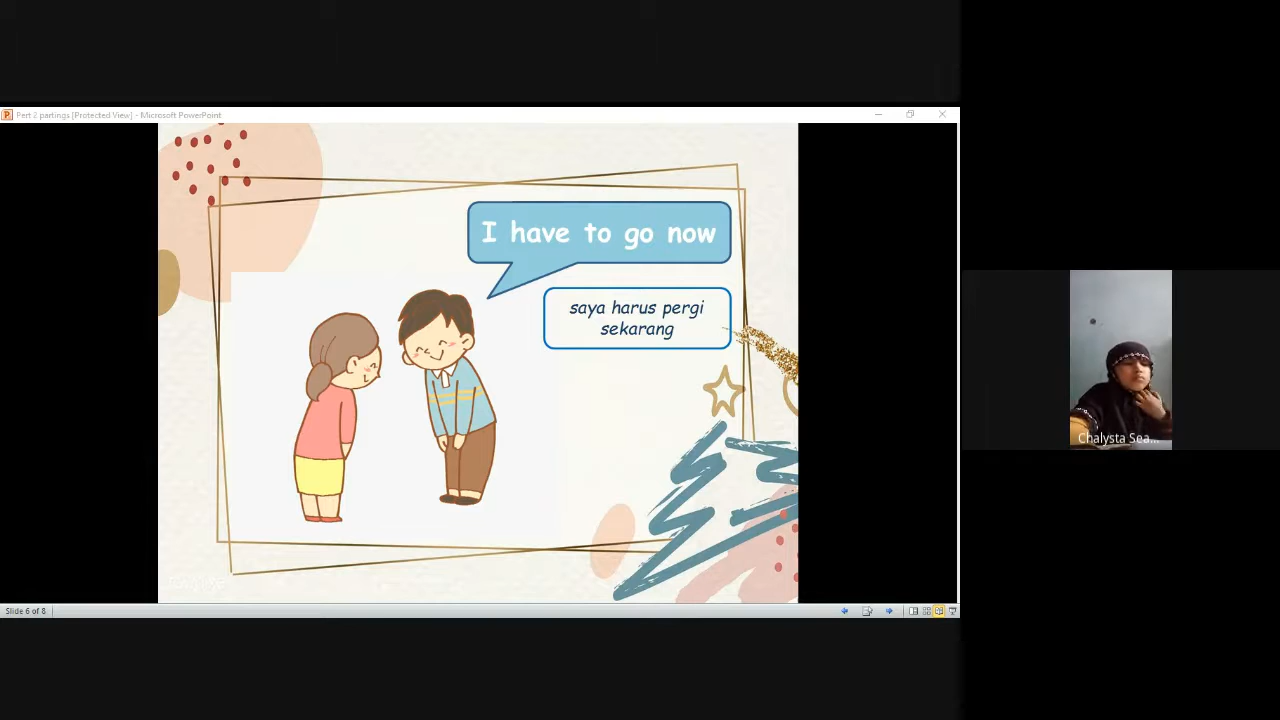 Pert 2 partings [Protected View] - Microsoft PowerPoint
I have to go now
saya harus pergi
sekarang
Chalysta Sea...
Slide 6 of 8